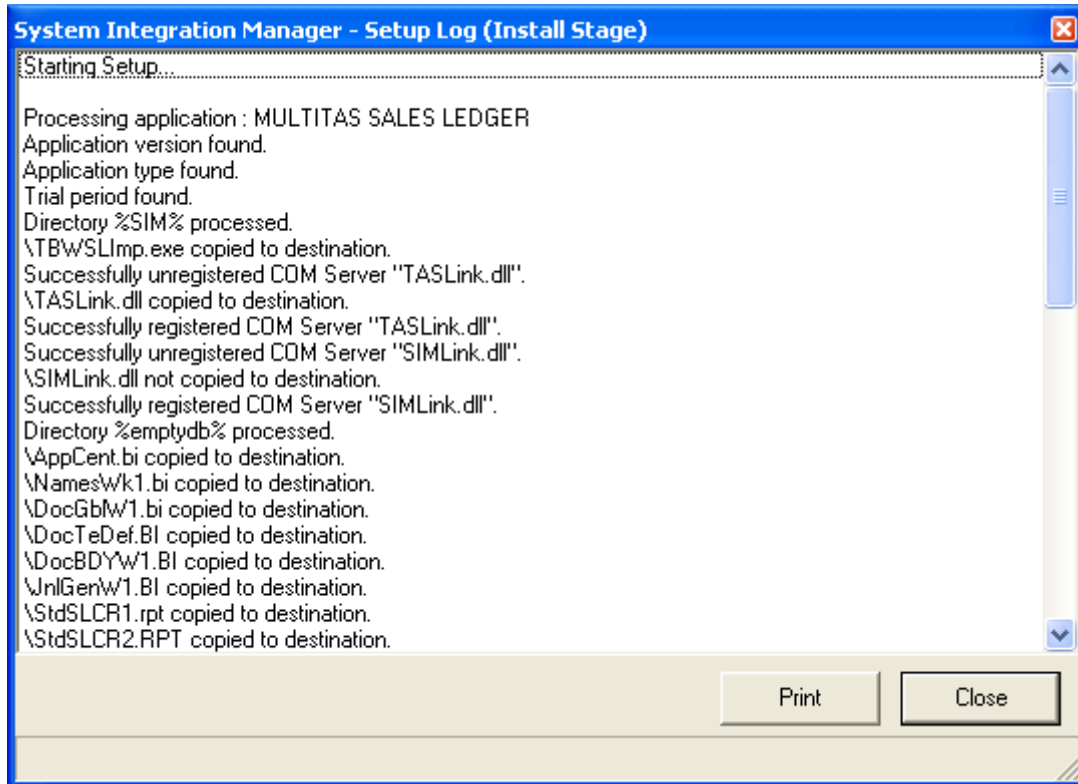 System Integration Manager - Setup Log (Install Stage)
Starting Setup...
Processing application : MULTITAS SALES LEDGER
Application version found.
Application type found.
Trial period found.
Directory %SIM% processed.
\TBWSLImp.exe copied to destination.
Successfully unregistered COM Server "TASLink.dll".
\TASLink.dll copied to destination.
Successfully registered COM Server "TASLink.dll".
Successfully unregistered COM Server "SIMLink.dll".
\SIMLink.dll not copied to destination.
Successfully registered COM Server "SIMLink.dll".
Directory %emptydb% processed.
\AppCent.bi copied to destination.
\NamesWk1.bi copied to destination.
\DocGblW1.bi copied to destination.
\DocTeDef.BI copied to destination.
\DocBDYW1.BI copied to destination.
\JnlGenW1.BI copied to destination.
\StdSLCR1.rpt copied to destination.
\StdSLCR2.RPT copied to destination.
Print
Close